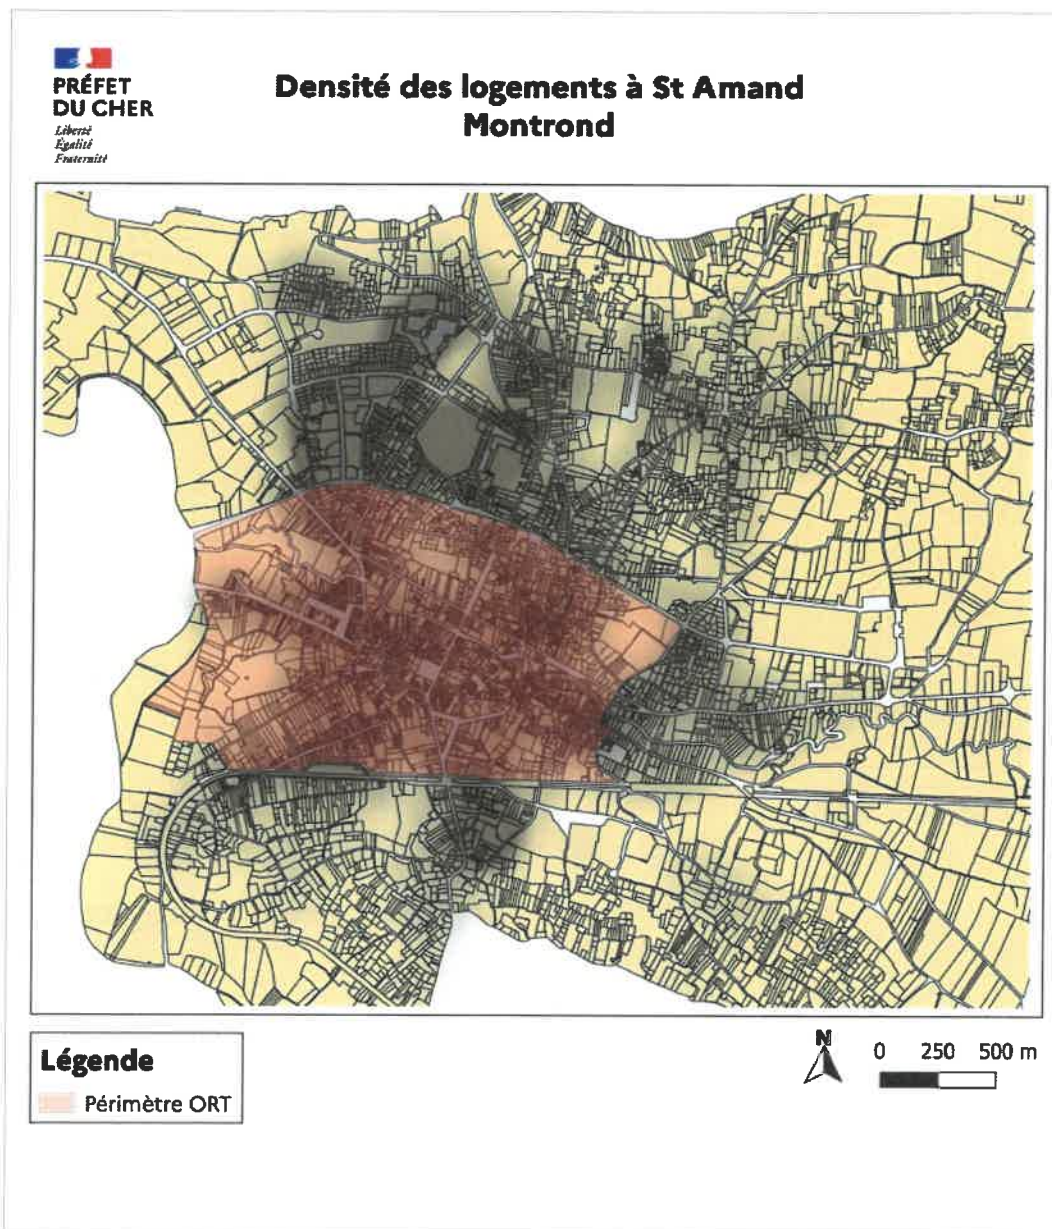 PRÉFET
DU CHER
Liberté
Égalité
Fraternité
Densité des logements à St Amand
Montrond
Légende
Périmètre ORT
N
0 250 500 m